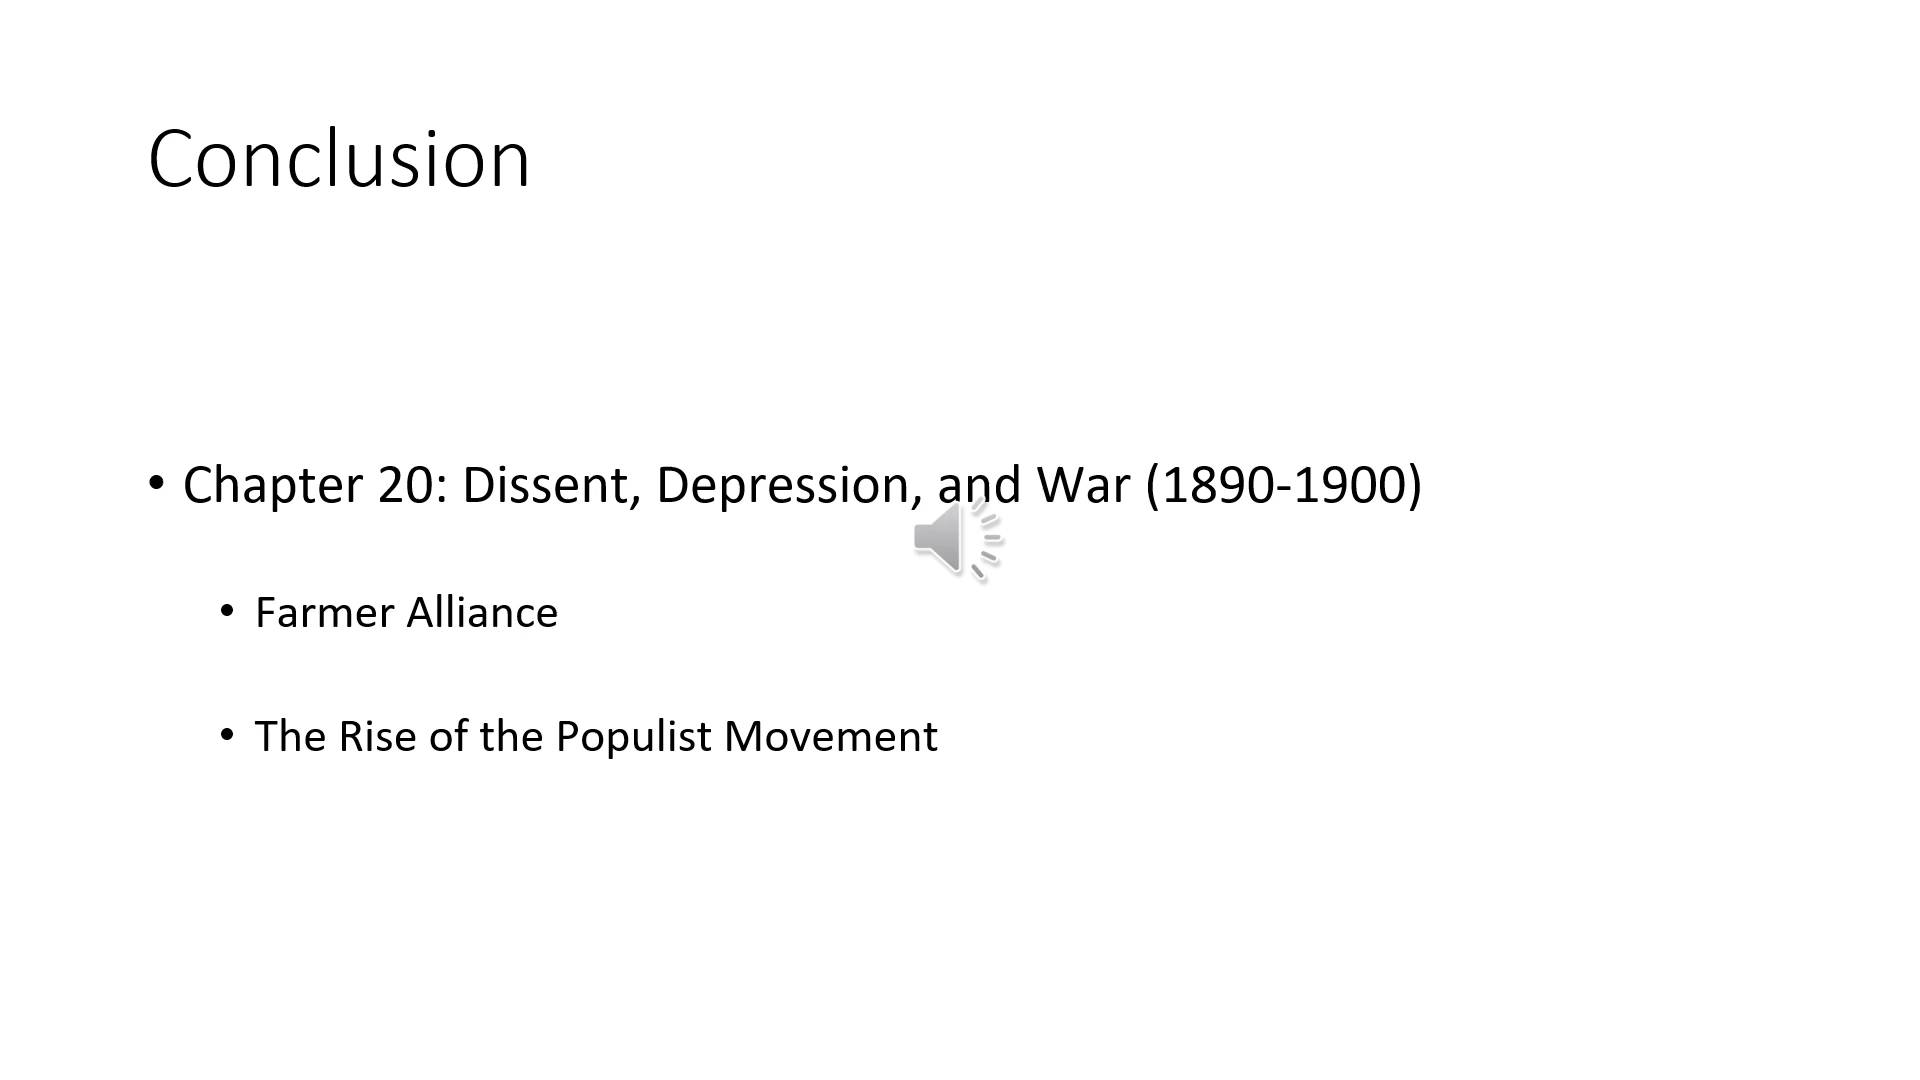 Conclusion
• Chapter 20: Dissent, Depression, and War (1890-1900)
• Farmer Alliance
• The Rise of the Populist Movement